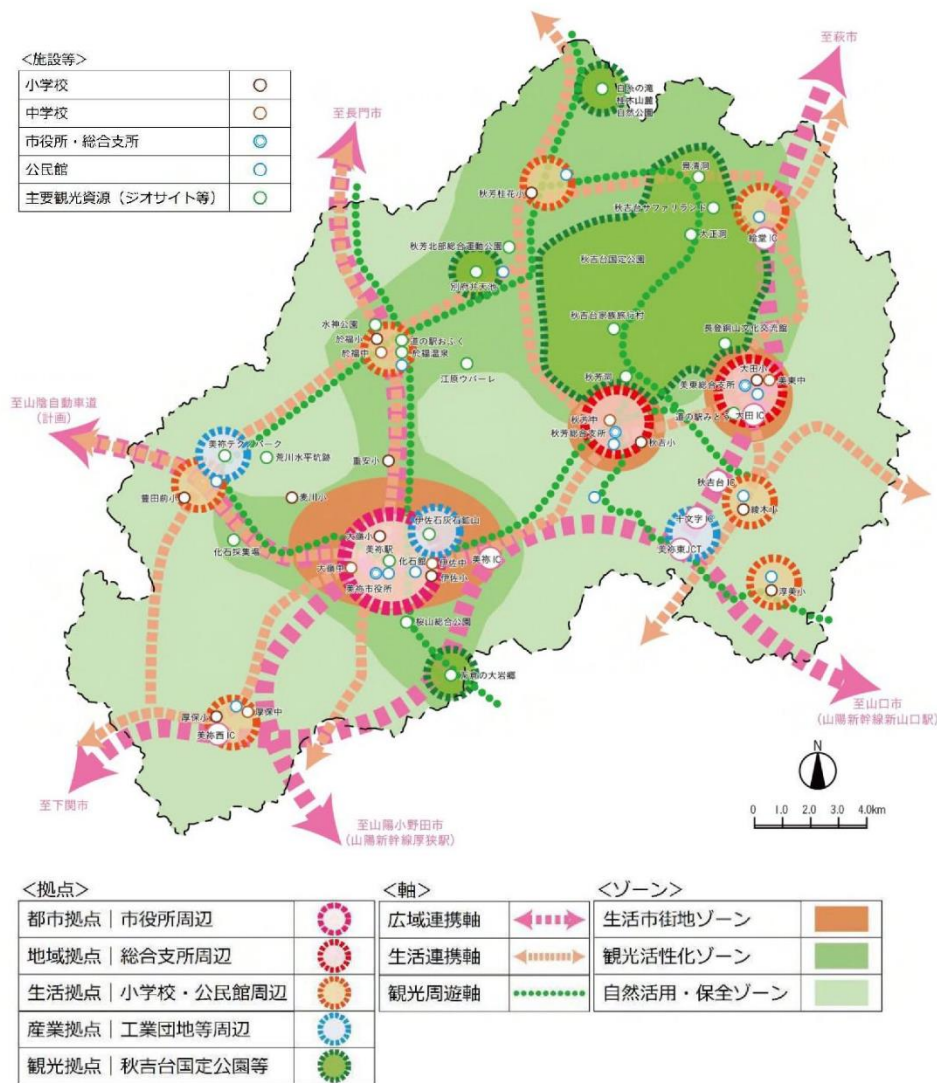 <施設等>
小学校
中学校
市役所・総合支所
公民館
主要観光資源（ジオサイト等）
至萩市
至長門市
白糸の滝
桂木山麓
自然公園
景清洞
秋芳桂花小
秋吉台サファリランド
大正洞
絵堂IC
秋芳北部総合運動公園
秋吉台国定公園
別府弁天池
水神公園
於福小
道の駅おふく
於福中
於福温泉
秋吉台家族旅行村
長登銅山文化交流館
江原ウバーレ
秋芳洞
大田小
美東中
美東総合支所
道の駅みとう
大田IC
至山陰自動車道
（計画）
秋芳中
秋芳総合支所
秋吉小
美祢テクノパーク
荒川水平坑跡
重安小
豊田前小
麦川小
秋吉台IC
綾木小
化石採集場
伊佐石灰石鉱山
十文字IC
美祢東JCT
大嶺小
美祢駅
化石館
伊佐中
美祢IC
大嶺中
美祢市役所
伊佐小
淳美小
桜山総合公園
の大岩郷
厚保小
厚保中
美祢西IC
至山口市
（山陽新幹線新山口駅）
至下関市
至山陽小野田市
（山陽新幹線厚狭駅）
N
0 1.0 2.0 3.0 4.0km
<拠点>
都市拠点｜市役所周辺
地域拠点｜総合支所周辺
生活拠点｜小学校・公民館周辺
産業拠点｜工業団地等周辺
観光拠点｜秋吉台国定公園等
<軸>
広域連携軸
生活連携軸
観光周遊軸
<ゾーン>
生活市街地ゾーン
観光活性化ゾーン
自然活用・保全ゾーン